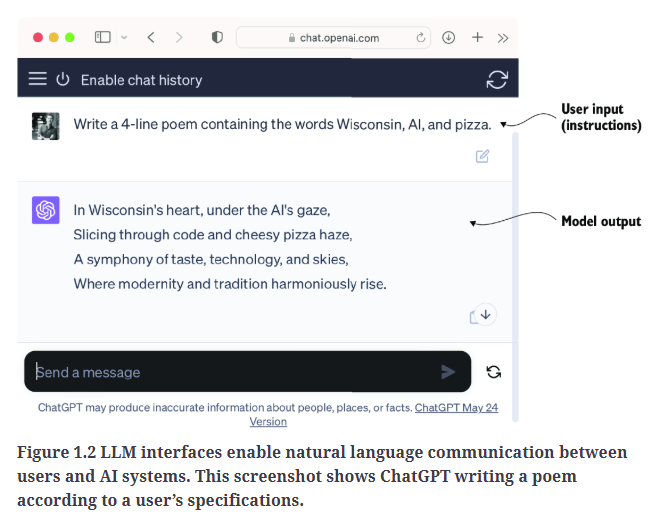 chat.openai.com
Enable chat history
Write a 4-line poem containing the words Wisconsin, AI, and pizza.
User input
(instructions)
In Wisconsin's heart, under the AI's gaze,
Slicing through code and cheesy pizza haze,
A symphony of taste, technology, and skies,
Where modernity and tradition harmoniously rise.
Model output
Send a message
ChatGPT may produce inaccurate information about people, places, or facts. ChatGPT May 24
Version
Figure 1.2 LLM interfaces enable natural language communication between
users and AI systems. This screenshot shows ChatGPT writing a poem
according to a user’s specifications.